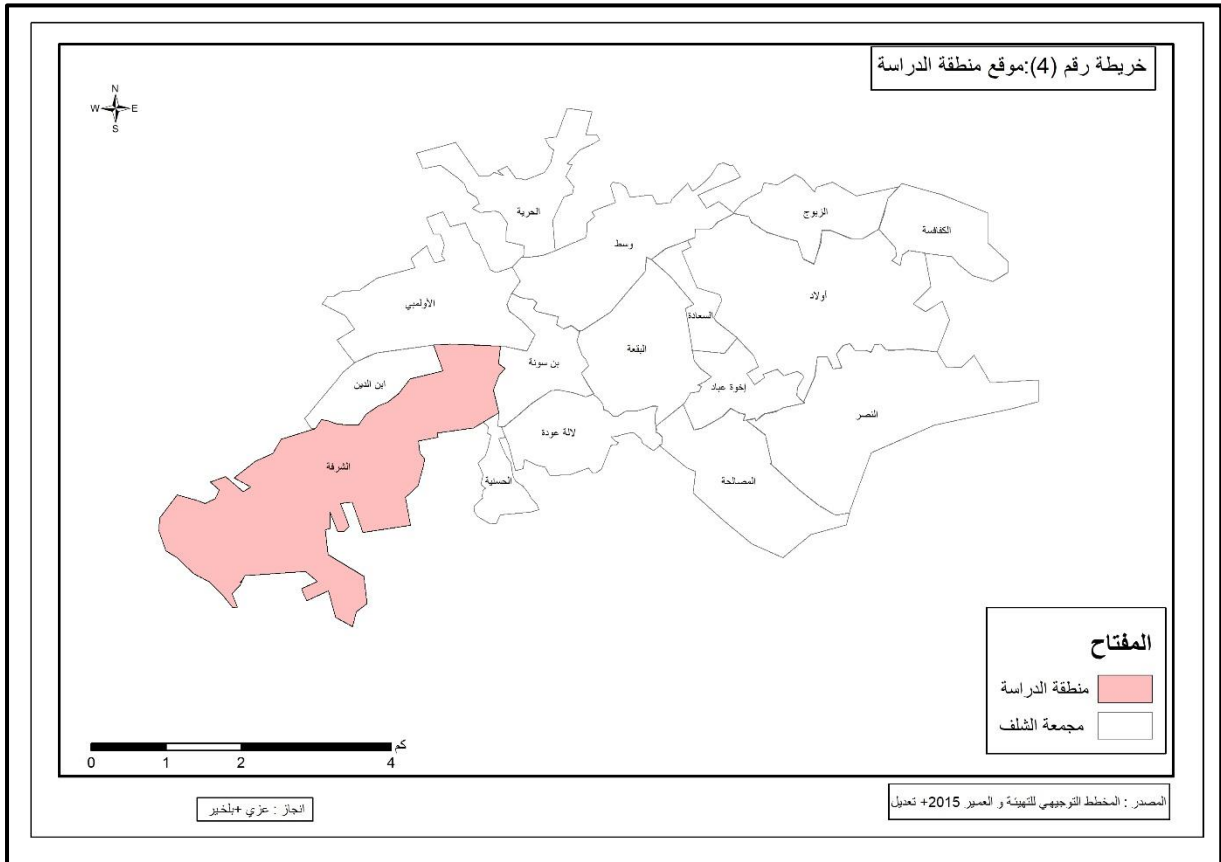 خريطة رقم (4):موقع منطقة الدراسة
N
W E
S
الحرية
الزبوج
الكفافسة
وسط
أولاد
الأولمبي
السعادة
البقعة
بن سونة
ابن الدين
إخوة عباد
النصر
لالة عودة
الشرفة
الحسنية
المصالحة
المفتاح
منطقة الدراسة
مجمعة الشلف
كم
0 1 2 4
المصدر : المخطط التوجيهي للتهيئة و العمير 2015+ تعديل
انجاز : عزي +بلخير